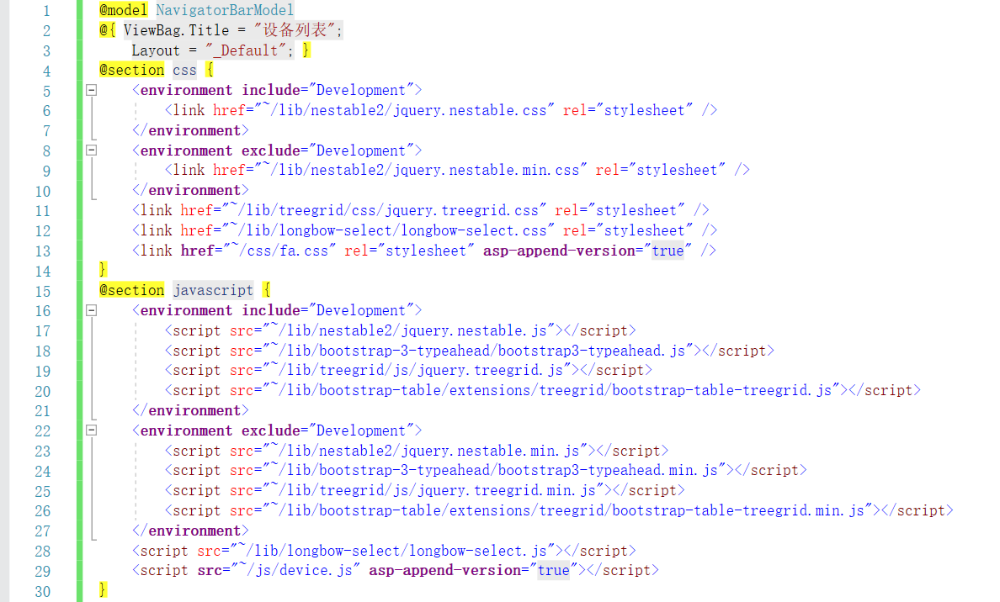 1 @model NavigatorBarModel
2 @{ ViewBag.Title = "设备列表";
3     Layout = "_Default"; }
4 @section css {
5     <environment include="Development">
6         <link href="~/lib/nestable2/jquery.nestable.css" rel="stylesheet" />
7     </environment>
8     <environment exclude="Development">
9         <link href="~/lib/nestable2/jquery.nestable.min.css" rel="stylesheet" />
10     </environment>
11     <link href="~/lib/treegrid/css/jquery.treegrid.css" rel="stylesheet" />
12     <link href="~/lib/longbow-select/longbow-select.css" rel="stylesheet" />
13     <link href="~/css/fa.css" rel="stylesheet" asp-append-version="true" />
14 }
15 @section javascript {
16     <environment include="Development">
17         <script src="~/lib/nestable2/jquery.nestable.js"></script>
18         <script src="~/lib/bootstrap-3-typeahead/bootstrap3-typeahead.js"></script>
19         <script src="~/lib/treegrid/js/jquery.treegrid.js"></script>
20         <script src="~/lib/bootstrap-table/extensions/treegrid/bootstrap-table-treegrid.js"></script>
21     </environment>
22     <environment exclude="Development">
23         <script src="~/lib/nestable2/jquery.nestable.min.js"></script>
24         <script src="~/lib/bootstrap-3-typeahead/bootstrap3-typeahead.min.js"></script>
25         <script src="~/lib/treegrid/js/jquery.treegrid.min.js"></script>
26         <script src="~/lib/bootstrap-table/extensions/treegrid/bootstrap-table-treegrid.min.js"></script>
27     </environment>
28     <script src="~/lib/longbow-select/longbow-select.js"></script>
29     <script src="~/js/device.js" asp-append-version="true"></script>
30 }